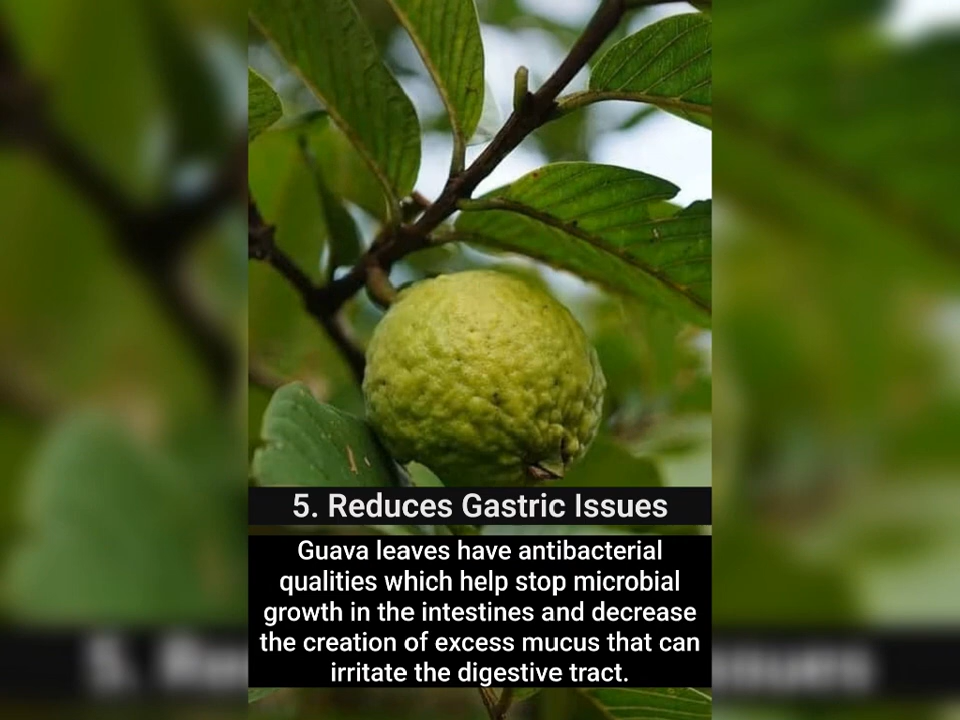 5. Reduces Gastric Issues
Guava leaves have antibacterial
qualities which help stop microbial
growth in the intestines and decrease
the creation of excess mucus that can
irritate the digestive tract.